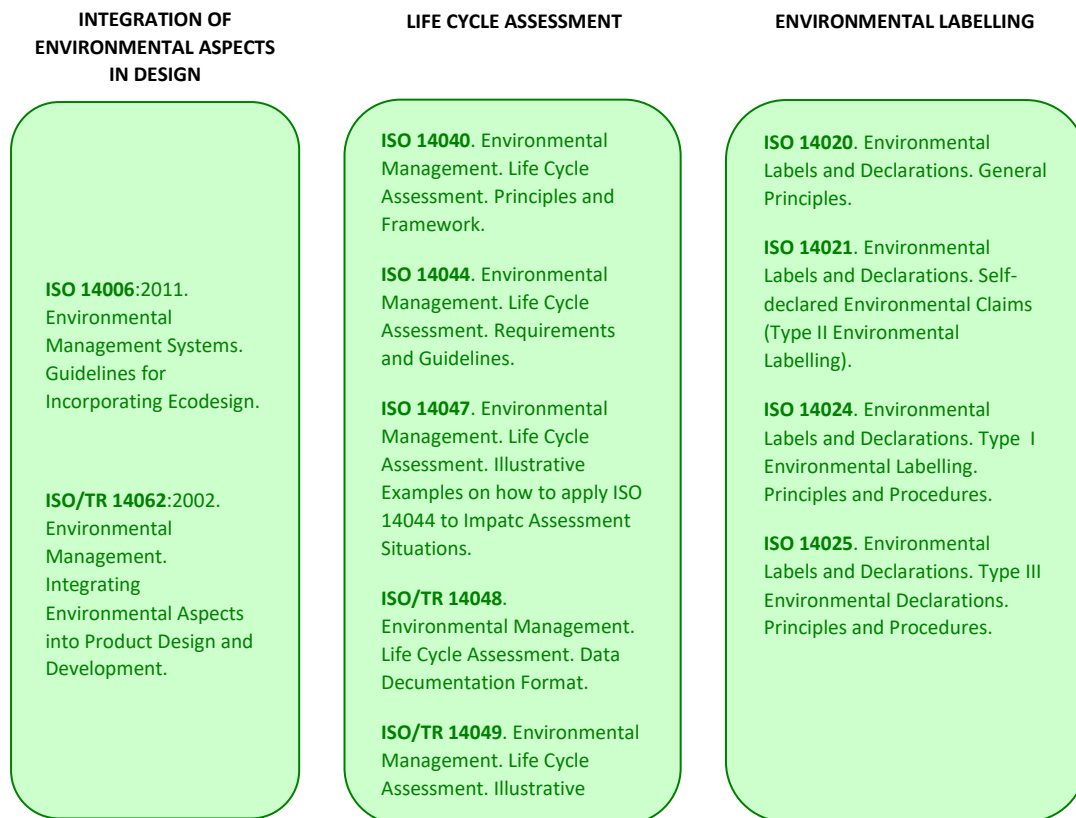 INTEGRATION OF
ENVIRONMENTAL ASPECTS
IN DESIGN
ISO 14006:2011.
Environmental
Management Systems.
Guidelines for
Incorporating Ecodesign.
ISO/TR 14062:2002.
Environmental
Management.
Integrating
Environmental Aspects
into Product Design and
Development.
LIFE CYCLE ASSESSMENT
ISO 14040. Environmental
Management. Life Cycle
Assessment. Principles and
Framework.
ISO 14044. Environmental
Management. Life Cycle
Assessment. Requirements
and Guidelines.
ISO 14047. Environmental
Management. Life Cycle
Assessment. Illustrative
Examples on how to apply ISO
14044 to Impatc Assessment
Situations.
ISO/TR 14048.
Environmental Management.
Life Cycle Assessment. Data
Decumentation Format.
ISO/TR 14049. Environmental
Management. Life Cycle
Assessment. Illustrative
ENVIRONMENTAL LABELLING
ISO 14020. Environmental
Labels and Declarations. General
Principles.
ISO 14021. Environmental
Labels and Declarations. Self-
declared Environmental Claims
(Type II Environmental
Labelling).
ISO 14024. Environmental
Labels and Declarations. Type  I
Environmental Labelling.
Principles and Procedures.
ISO 14025. Environmental
Labels and Declarations. Type III
Environmental Declarations.
Principles and Procedures.